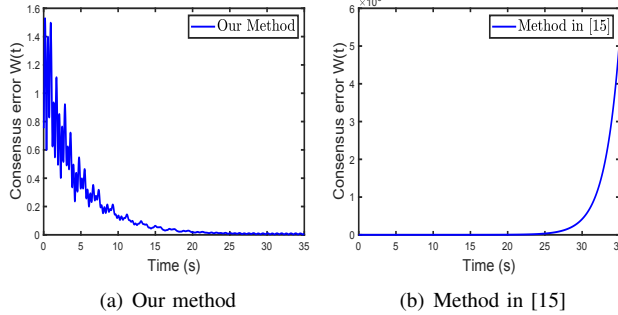 Our Method
Consensus error W(t)
1.6
1.4
1.2
1
0.8
0.6
0.4
0.2
0
0 5 10 15 20 25 30 35
Time (s)
(a) Our method
Method in [15]
Consensus error W(t)
6
5
4
3
2
1
0
0 5 10 15 20 25 30 35
Time (s)
(b) Method in [15]